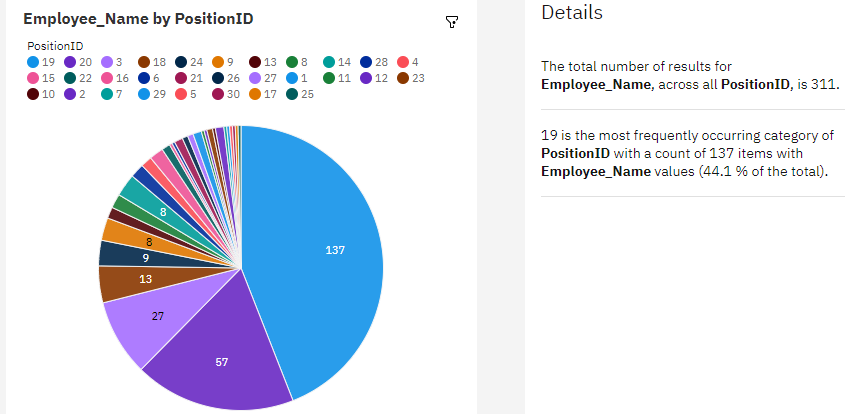 Employee_Name by PositionID
PositionID
19 20 3 18 24 9 13 8 14 28 4
15 22 16 6 21 26 27 1 11 12 23
10 2 7 29 5 30 17 25
137
57
27
13
9
8
8
Details
The total number of results for
Employee_Name, across all PositionID, is 311.
19 is the most frequently occurring category of
PositionID with a count of 137 items with
Employee_Name values (44.1 % of the total).